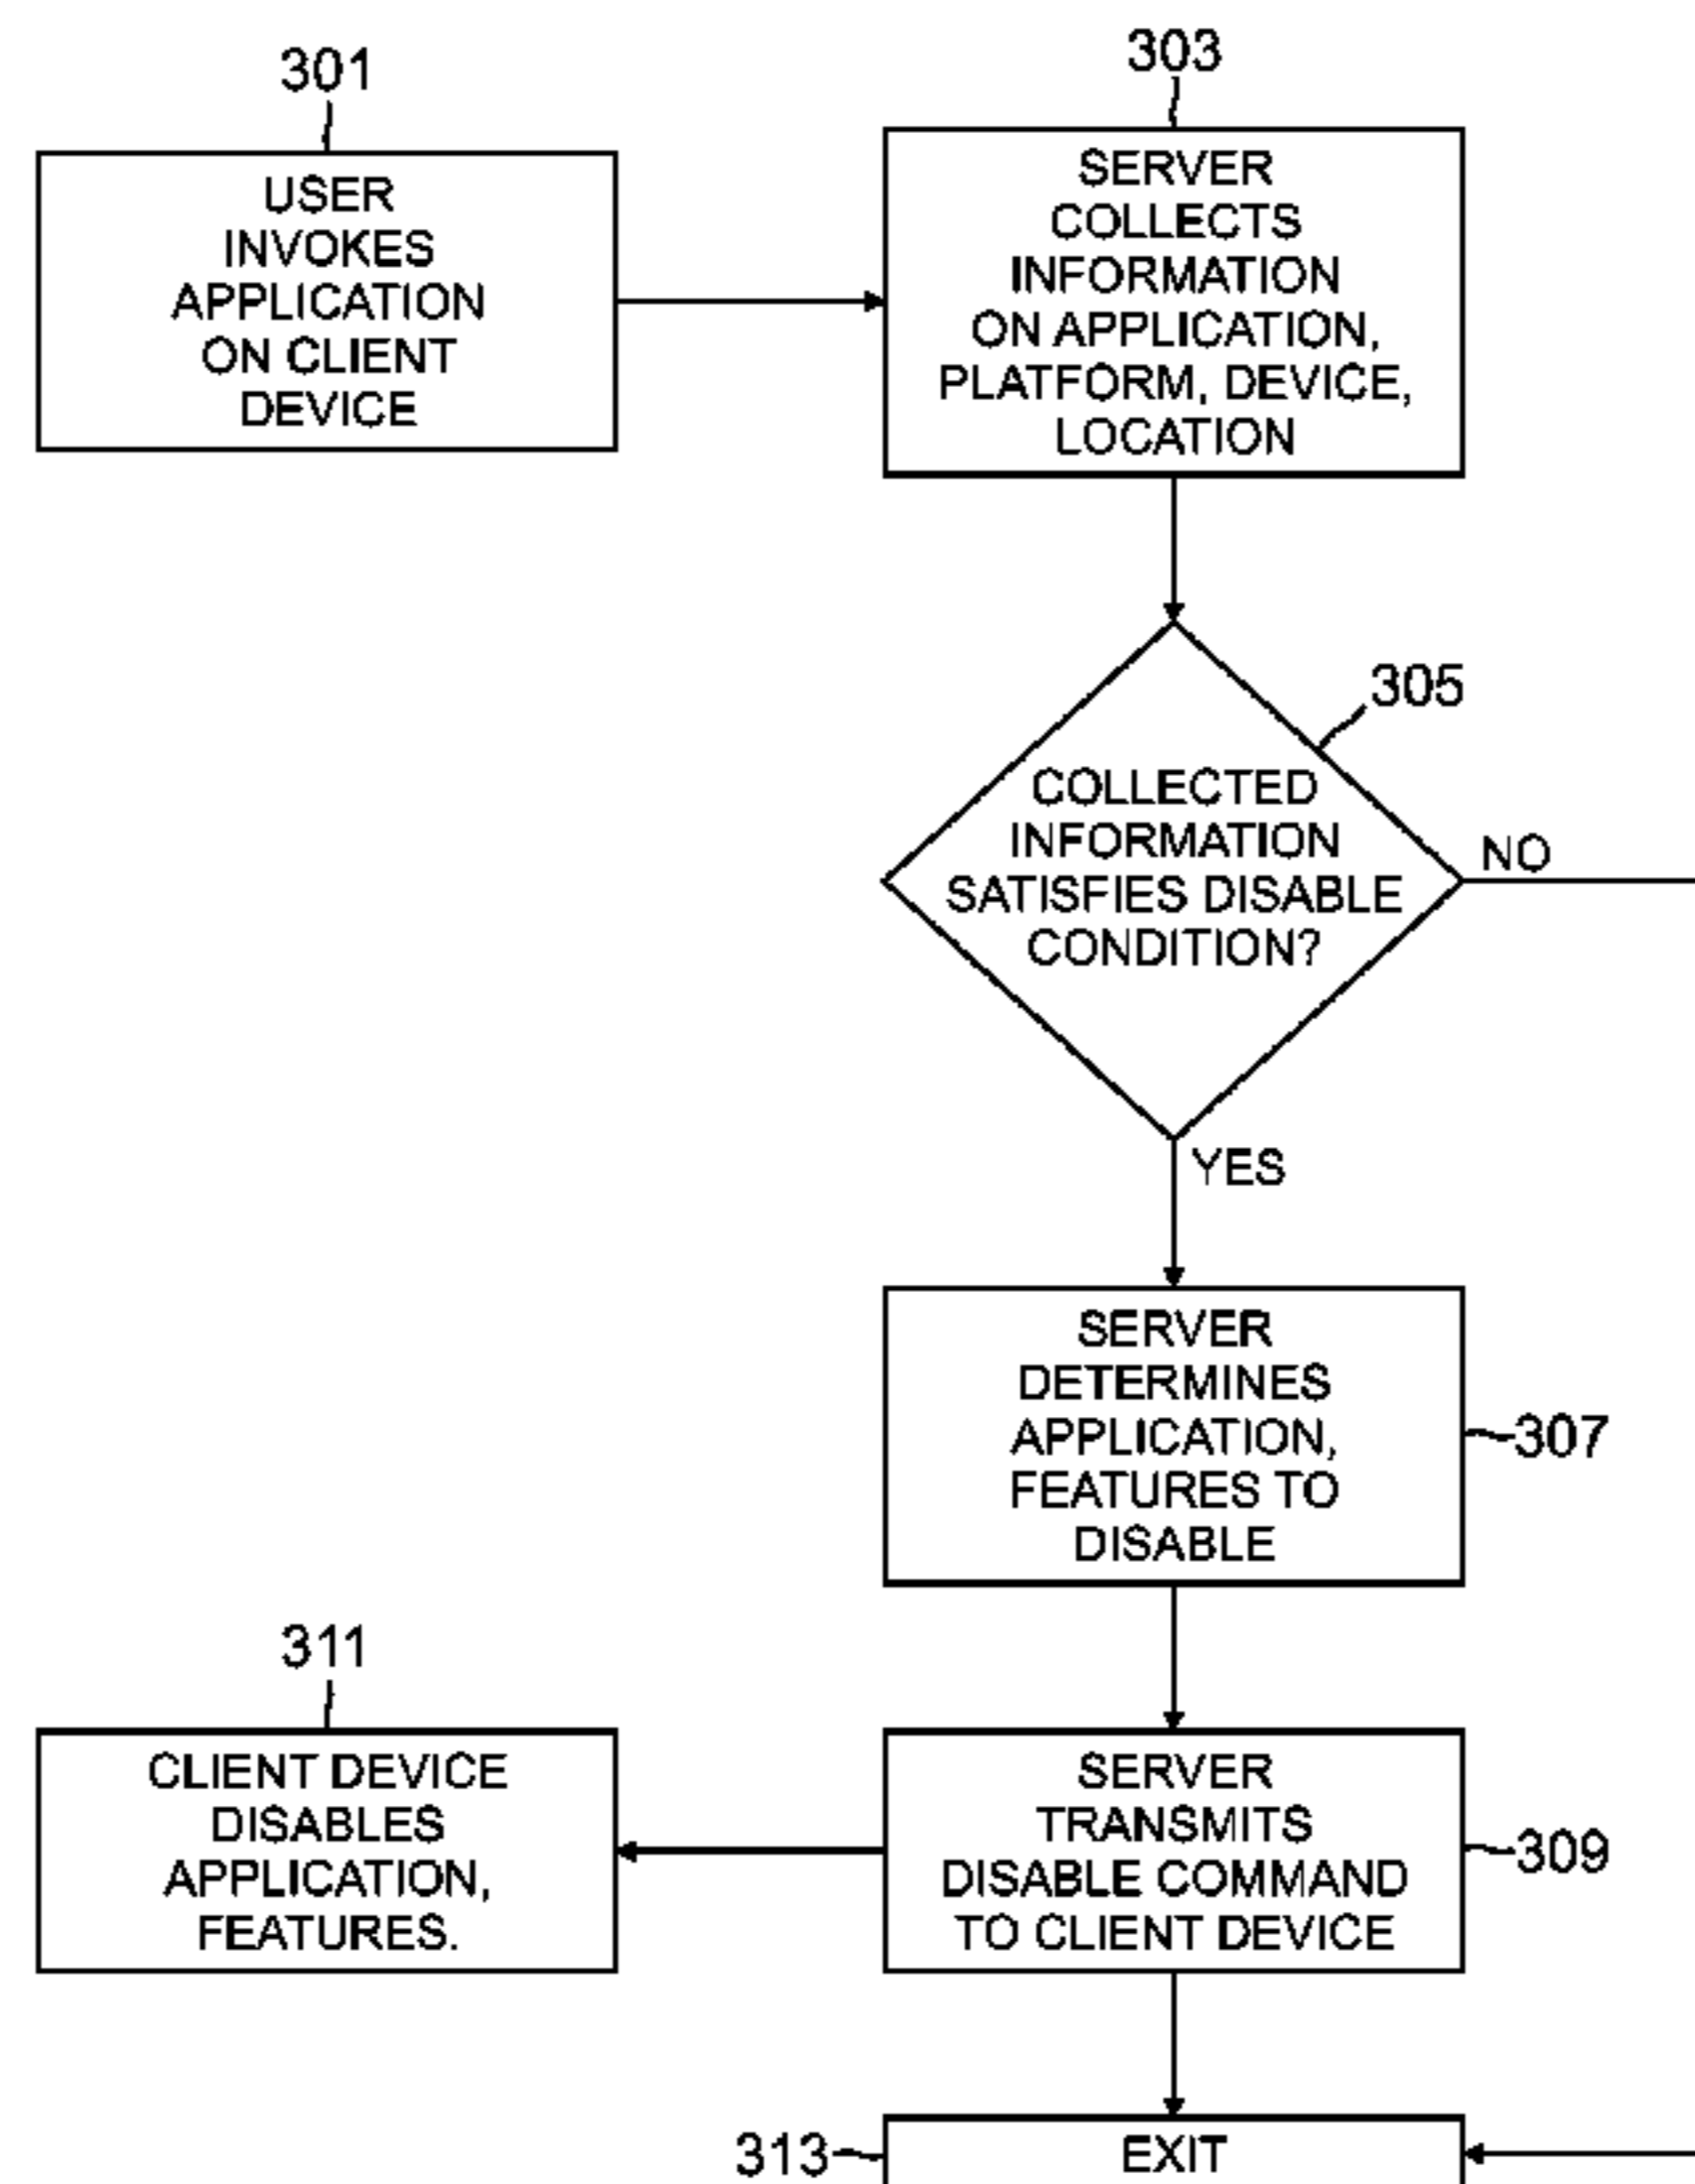 301
USER
INVOKES
APPLICATION
ON CLIENT
DEVICE
303
SERVER
COLLECTS
INFORMATION
ON APPLICATION,
PLATFORM, DEVICE,
LOCATION
305
COLLECTED
INFORMATION
SATISFIES DISABLE
CONDITION?
NO
YES
SERVER
DETERMINES
APPLICATION,
FEATURES TO
DISABLE
307
311
CLIENT DEVICE
DISABLES
APPLICATION,
FEATURES.
SERVER
TRANSMITS
DISABLE COMMAND
TO CLIENT DEVICE
309
313
EXIT